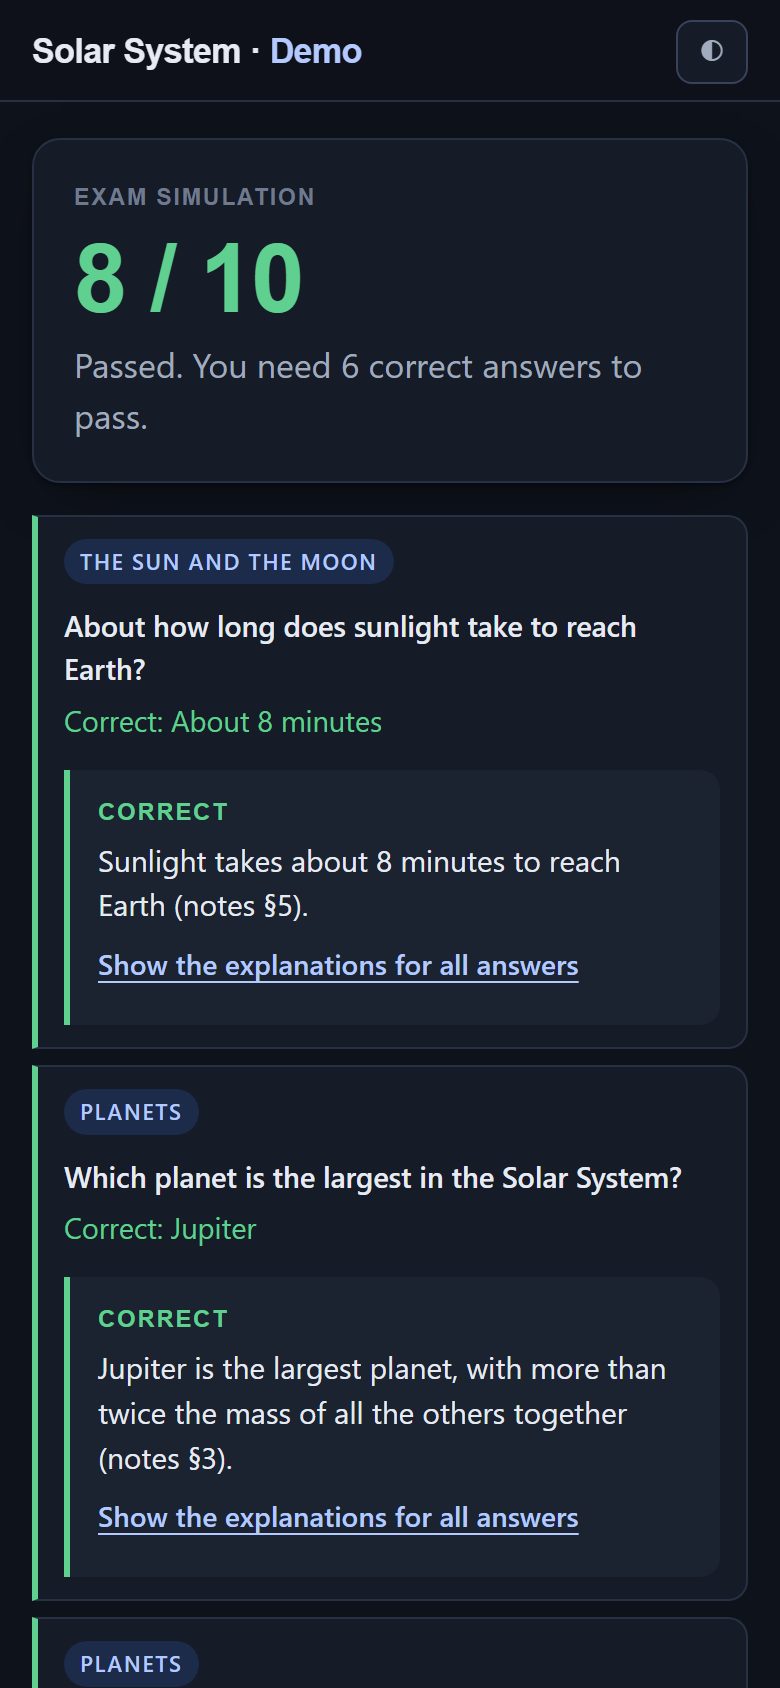 Solar System · Demo
EXAM SIMULATION
8 / 10
Passed. You need 6 correct answers to
pass.
THE SUN AND THE MOON
About how long does sunlight take to reach
Earth?
Correct: About 8 minutes
CORRECT
Sunlight takes about 8 minutes to reach
Earth (notes §5).
Show the explanations for all answers
PLANETS
Which planet is the largest in the Solar System?
Correct: Jupiter
CORRECT
Jupiter is the largest planet, with more than
twice the mass of all the others together
(notes §3).
Show the explanations for all answers
PLANETS